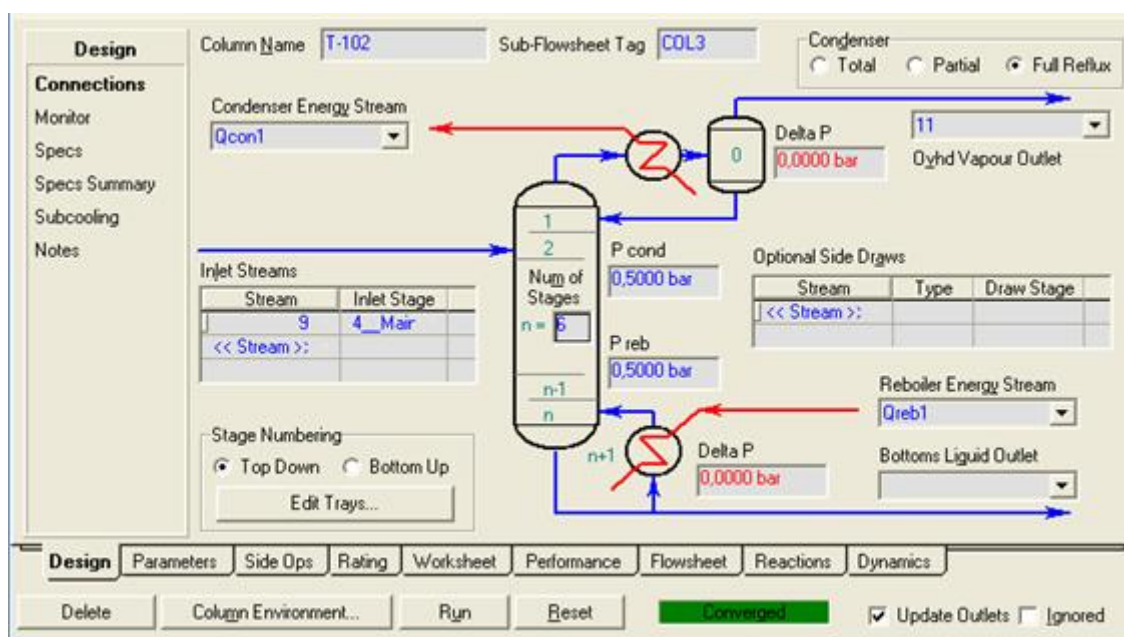 Design
Connections
Monitor
Specs
Specs Summary
Subcooling
Notes
Column Name T-102 Sub-Flowsheet Tag COL3
Condenser
Total Partial Full Reflux
Condenser Energy Stream
Qcon1
Delta P
0,0000 bar
11
Ovhd Vapour Outlet
0
1
2
Num of
Stages
n = 6
n-1
n
n+1
P cond
0,5000 bar
P reb
0,5000 bar
Inlet Streams
Stream Inlet Stage
9 4__Mair
<< Stream >:
Optional Side Draws
Stream Type Draw Stage
<< Stream >:
Stage Numbering
Top Down Bottom Up
Edit Trays...
Delta P
0,0000 bar
Reboiler Energy Stream
Qreb1
Bottoms Liquid Outlet
Design Parameters Side Ops Rating Worksheet Performance Flowsheet Reactions Dynamics
Delete Column Environment... Run Reset Converged Update Outlets Ignored